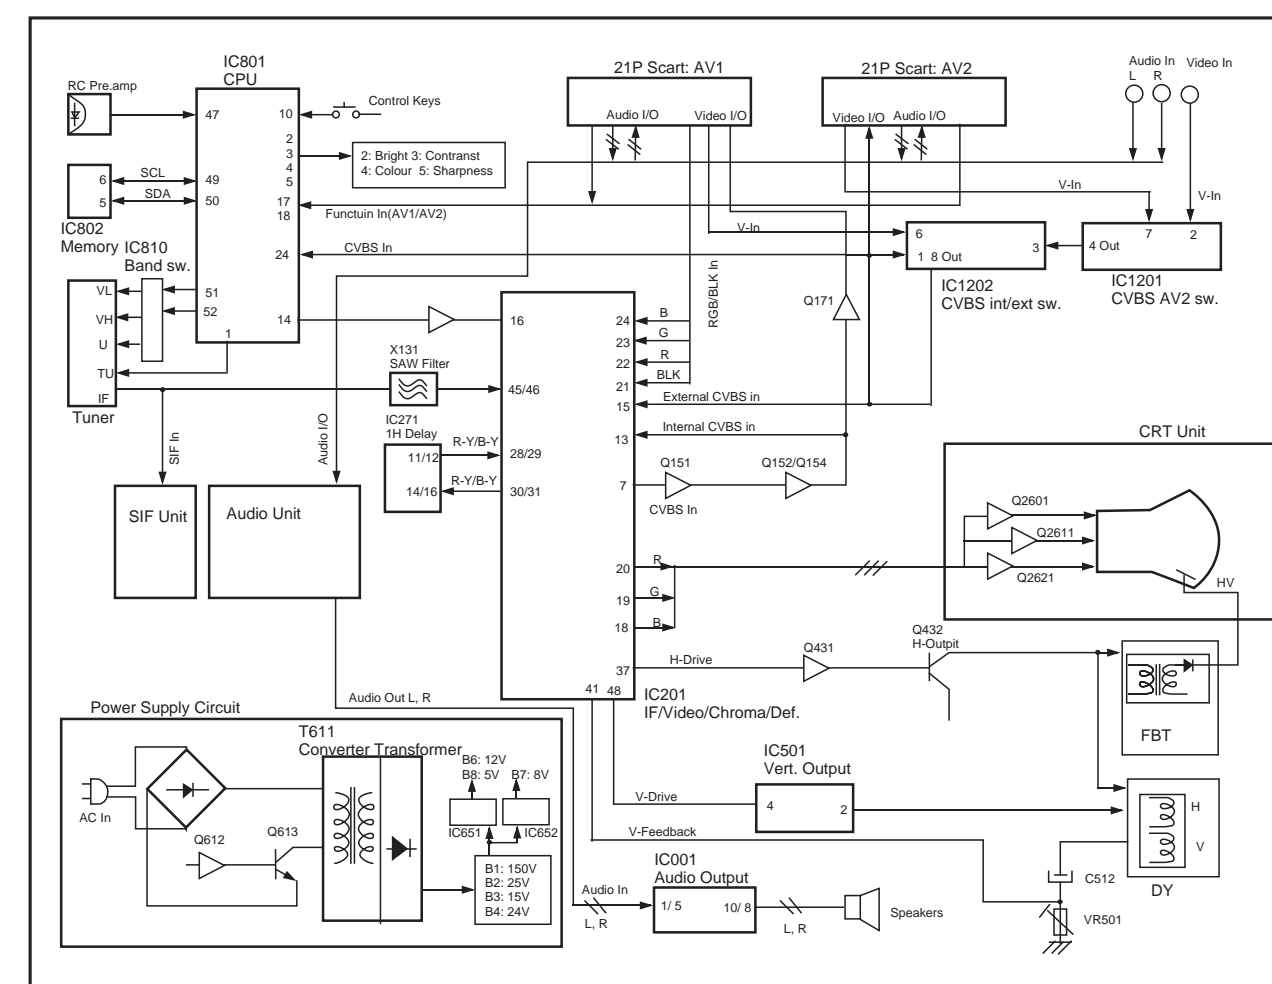 IC801
CPU
RC Pre.amp
47
10
Control Keys
2
3
4
5
2: Bright 3: Contranst
4: Colour 5: Sharpness
6
5
SCL
SDA
49
50
IC802
Memory
17
18
Functuin In(AV1/AV2)
24
CVBS In
IC810
Band sw.
VL
VH
U
TU
IF
Tuner
51
52
1
14
21P Scart: AV1
Audio I/O
Video I/O
21P Scart: AV2
Video I/O
Audio I/O
Audio In
L
R
Video In
V-In
V-In
V-In
6
1
8 Out
3
IC1202
CVBS int/ext sw.
7
2
4 Out
IC1201
CVBS AV2 sw.
RGB/BLK In
Q171
X131
SAW Filter
IC271
1H Delay
11/12
14/16
R-Y/B-Y
R-Y/B-Y
16
45/46
28/29
30/31
24
23
22
21
15
13
7
B
G
R
BLK
External CVBS in
Internal CVBS in
Q151
Q152/Q154
CVBS In
SIF In
Audio I/O
SIF Unit
Audio Unit
20
19
18
R
G
B
37
41
48
IC201
IF/Video/Chroma/Def.
CRT Unit
Q2601
Q2611
Q2621
HV
H-Drive
Q431
Q432
H-Outpit
FBT
Audio Out L, R
Power Supply Circuit
T611
Converter Transformer
AC In
Q612
Q613
B6: 12V
B8: 5V
B7: 8V
IC651
IC652
B1: 150V
B2: 25V
B3: 15V
B4: 24V
IC501
Vert. Output
V-Drive
4
2
V-Feedback
H
V
DY
C512
VR501
IC001
Audio Output
Audio In
L, R
1/ 5
10/ 8
L, R
Speakers